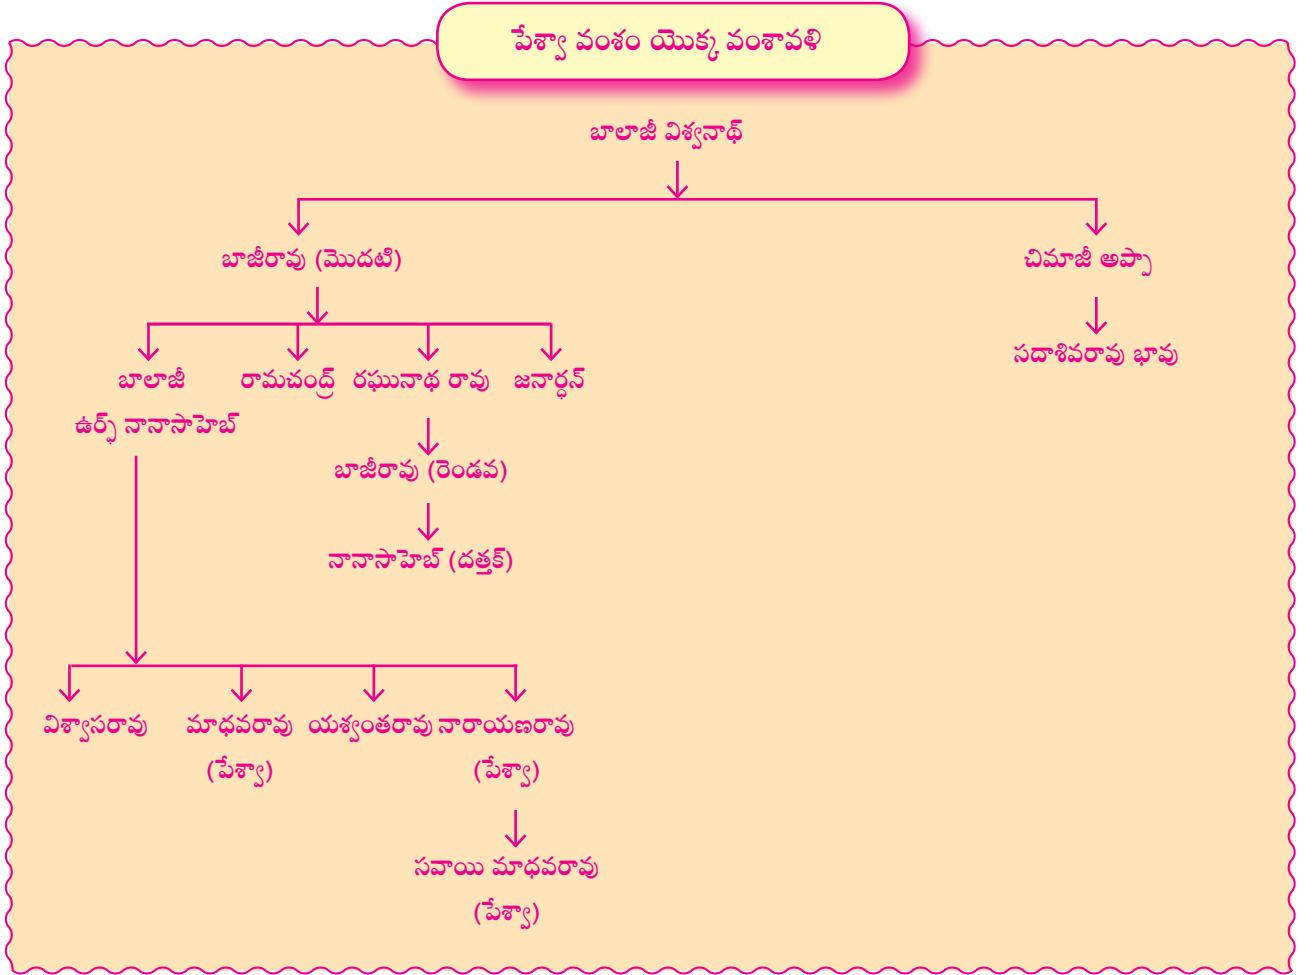 పేశ్వా వంశం యొక్క వంశావళి
బాలాజీ విశ్వనాథ్
బాజీరావు (మొదటి)
చిమాజీ అప్పా
సదాశివరావు భావు
బాలాజీ
ఉర్ఫ్ నానాసాహెబ్
రామచంద్ర్
రఘునాథ రావు
జనార్ధన్
బాజీరావు (రెండవ)
నానాసాహెబ్ (దత్తక్)
విశ్వాసరావు
మాధవరావు
(పేశ్వా)
యశ్వంతరావు
నారాయణరావు
(పేశ్వా)
సవాయి మాధవరావు
(పేశ్వా)